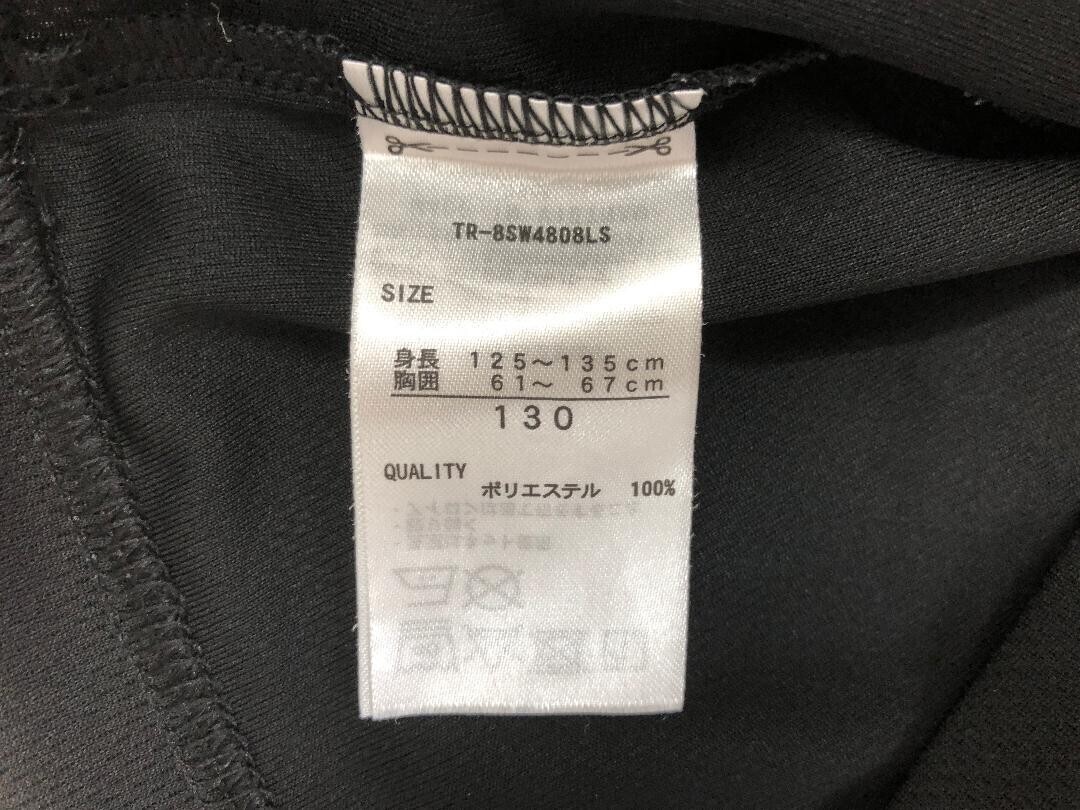 TR-8SW4808LS
SIZE
身長 125～135cm
胸囲 61～ 67cm
130
QUALITY
ポリエステル 100%